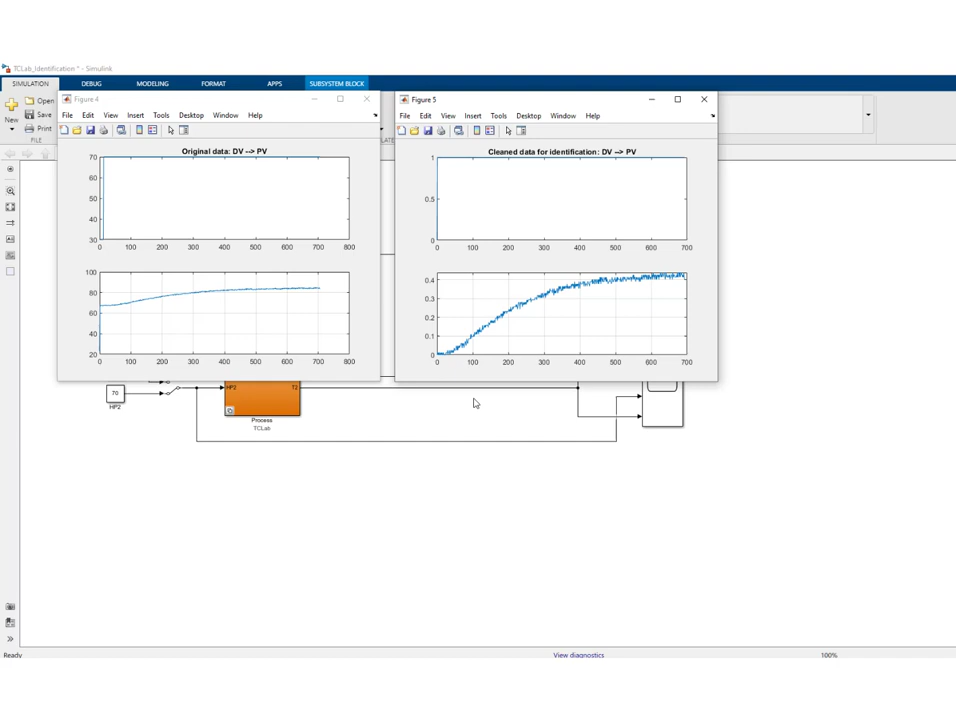 TCLab_Identification * - Simulink
SIMULATION DEBUG MODELING FORMAT APPS SUBSYSTEM BLOCK
New
Open
Save
Print
FILE
Figure 4
File Edit View Insert Tools Desktop Window Help
Original data: DV --> PV
70
60
50
40
30
0 100 200 300 400 500 600 700 800
100
80
60
40
20
0 100 200 300 400 500 600 700 800
Figure 5
File Edit View Insert Tools Desktop Window Help
Cleaned data for identification: DV --> PV
1
0.5
0
0 100 200 300 400 500 600 700
0.4
0.3
0.2
0.1
0
0 100 200 300 400 500 600 700
70
HP2
HP2 T2
Process
TCLab
Ready View diagnostics 100%